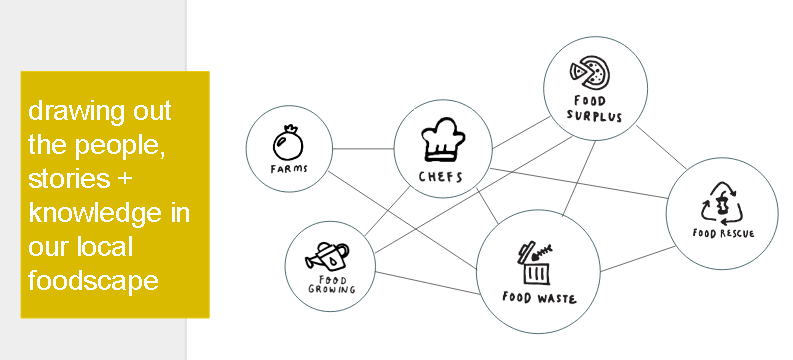 drawing out
the people,
stories +
knowledge in
our local
foodscape
FARMS
CHEFS
FOOD
SURPLUS
FOOD RESCUE
FOOD
GROWING
FOOD WASTE